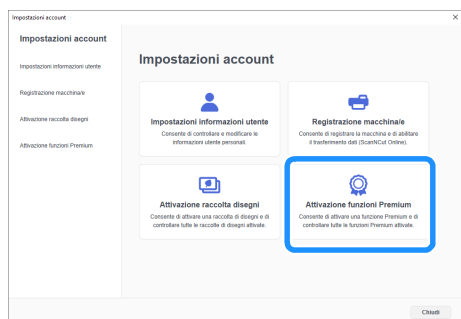 Impostazioni account
Impostazioni account
Impostazioni informazioni utente
Registrazione macchina/e
Attivazione raccolta disegni
Attivazione funzioni Premium
Impostazioni account
Impostazioni informazioni utente
Consente di controllare e modificare le
informazioni utente personali.
Registrazione macchina/e
Consente di registrare la macchina e di abilitare
il trasferimento dati (ScanNCut Online).
Attivazione raccolta disegni
Consente di attivare una raccolta di disegni e di
controllare tutte le raccolte di disegni attivate.
Attivazione funzioni Premium
Consente di attivare una funzione Premium e di
controllare tutte le funzioni Premium attivate.
Chiudi